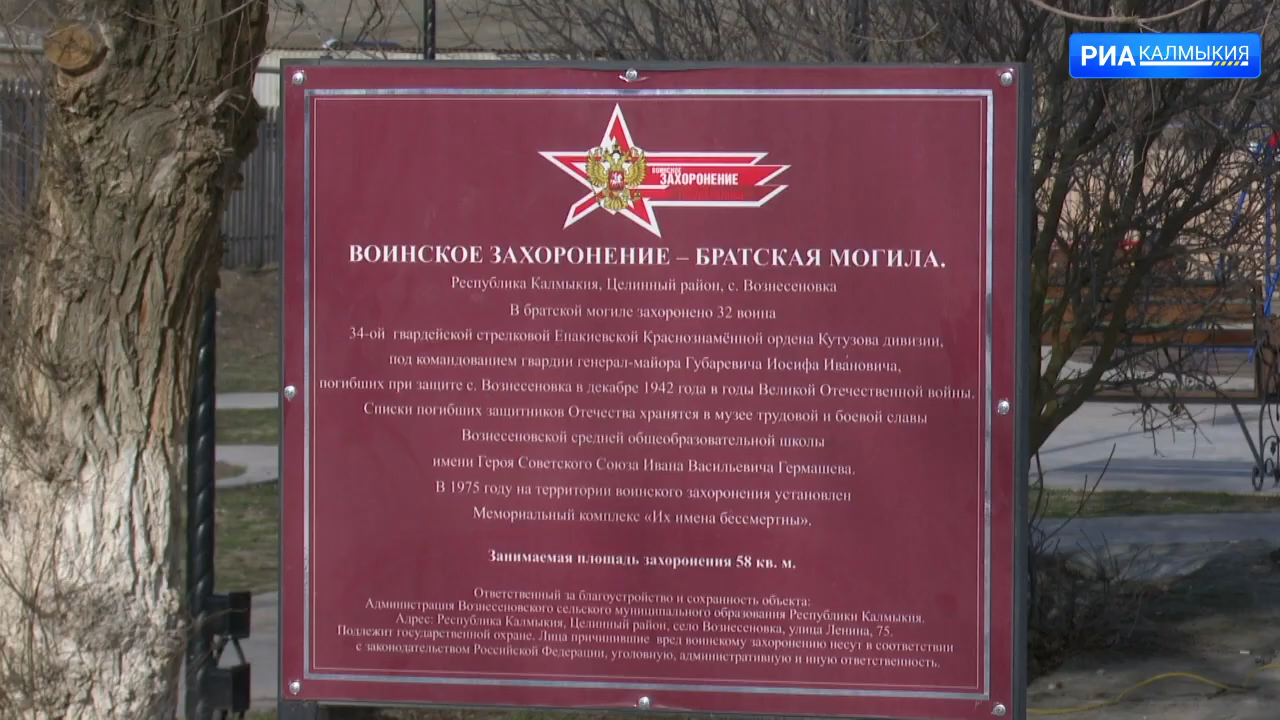 РИА КАЛМЫКИЯ
ВОИНСКОЕ
ЗАХОРОНЕНИЕ
ВОИНСКОЕ ЗАХОРОНЕНИЕ – БРАТСКАЯ МОГИЛА.
Республика Калмыкия, Целинный район, с. Вознесеновка
В братской могиле захоронено 32 воина
34-ой гвардейской стрелковой Енакиевской Краснознамённой ордена Кутузова дивизии,
под командованием гвардии генерал-майора Губаревича Иосифа Ива́новича,
погибших при защите с. Вознесеновка в декабре 1942 года в годы Великой Отечественной войны.
Списки погибших защитников Отечества хранятся в музее трудовой и боевой славы
Вознесеновской средней общеобразовательной школы
имени Героя Советского Союза Ивана Васильевича Гермашева.
В 1975 году на территории воинского захоронения установлен
Мемориальный комплекс «Их имена бессмертны».
Занимаемая площадь захоронения 58 кв. м.
Ответственный за благоустройство и сохранность объекта:
Администрация Вознесеновского сельского муниципального образования Республики Калмыкия.
Адрес: Республика Калмыкия, Целинный район, село Вознесеновка, улица Ленина, 75.
Подлежит государственной охране. Лица причинившие вред воинскому захоронению несут в соответствии
с законодательством Российской Федерации, уголовную, административную и иную ответственность.